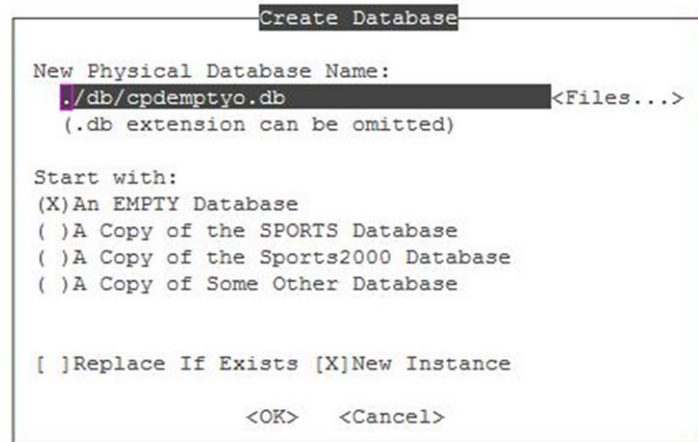 Create Database
New Physical Database Name:
./db/cpdemptyo.db <Files...>
(.db extension can be omitted)
Start with:
(X)An EMPTY Database
( )A Copy of the SPORTS Database
( )A Copy of the Sports2000 Database
( )A Copy of Some Other Database
[ ]Replace If Exists [X]New Instance
<OK> <Cancel>